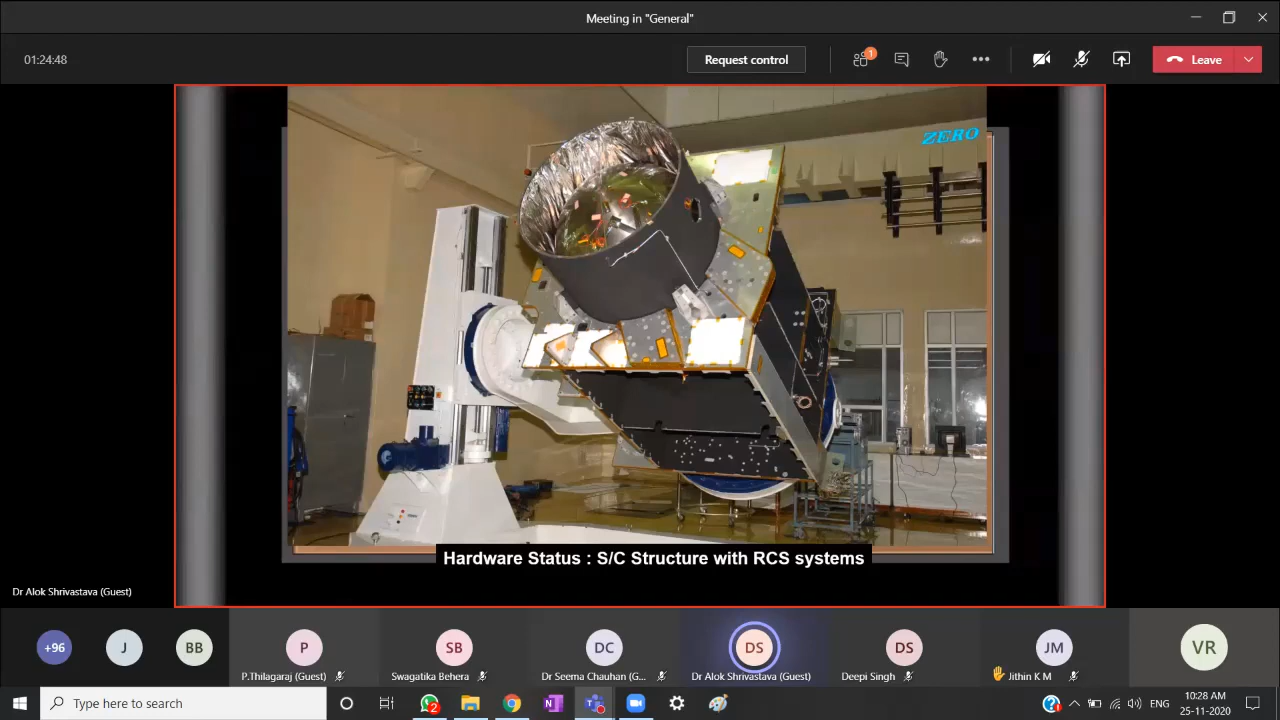 Meeting in "General"
01:24:48
Request control
1
Leave
ZERO
Hardware Status : S/C Structure with RCS systems
Dr Alok Shrivastava (Guest)
+96
J
BB
P
SB
DC
DS
DS
JM
VR
P.Thilagaraj (Guest)
Swagatika Behera
Dr Seema Chauhan (G...
Dr Alok Shrivastava (Guest)
Deepi Singh
Jithin K M
Type here to search
2
ENG
10:28 AM
25-11-2020